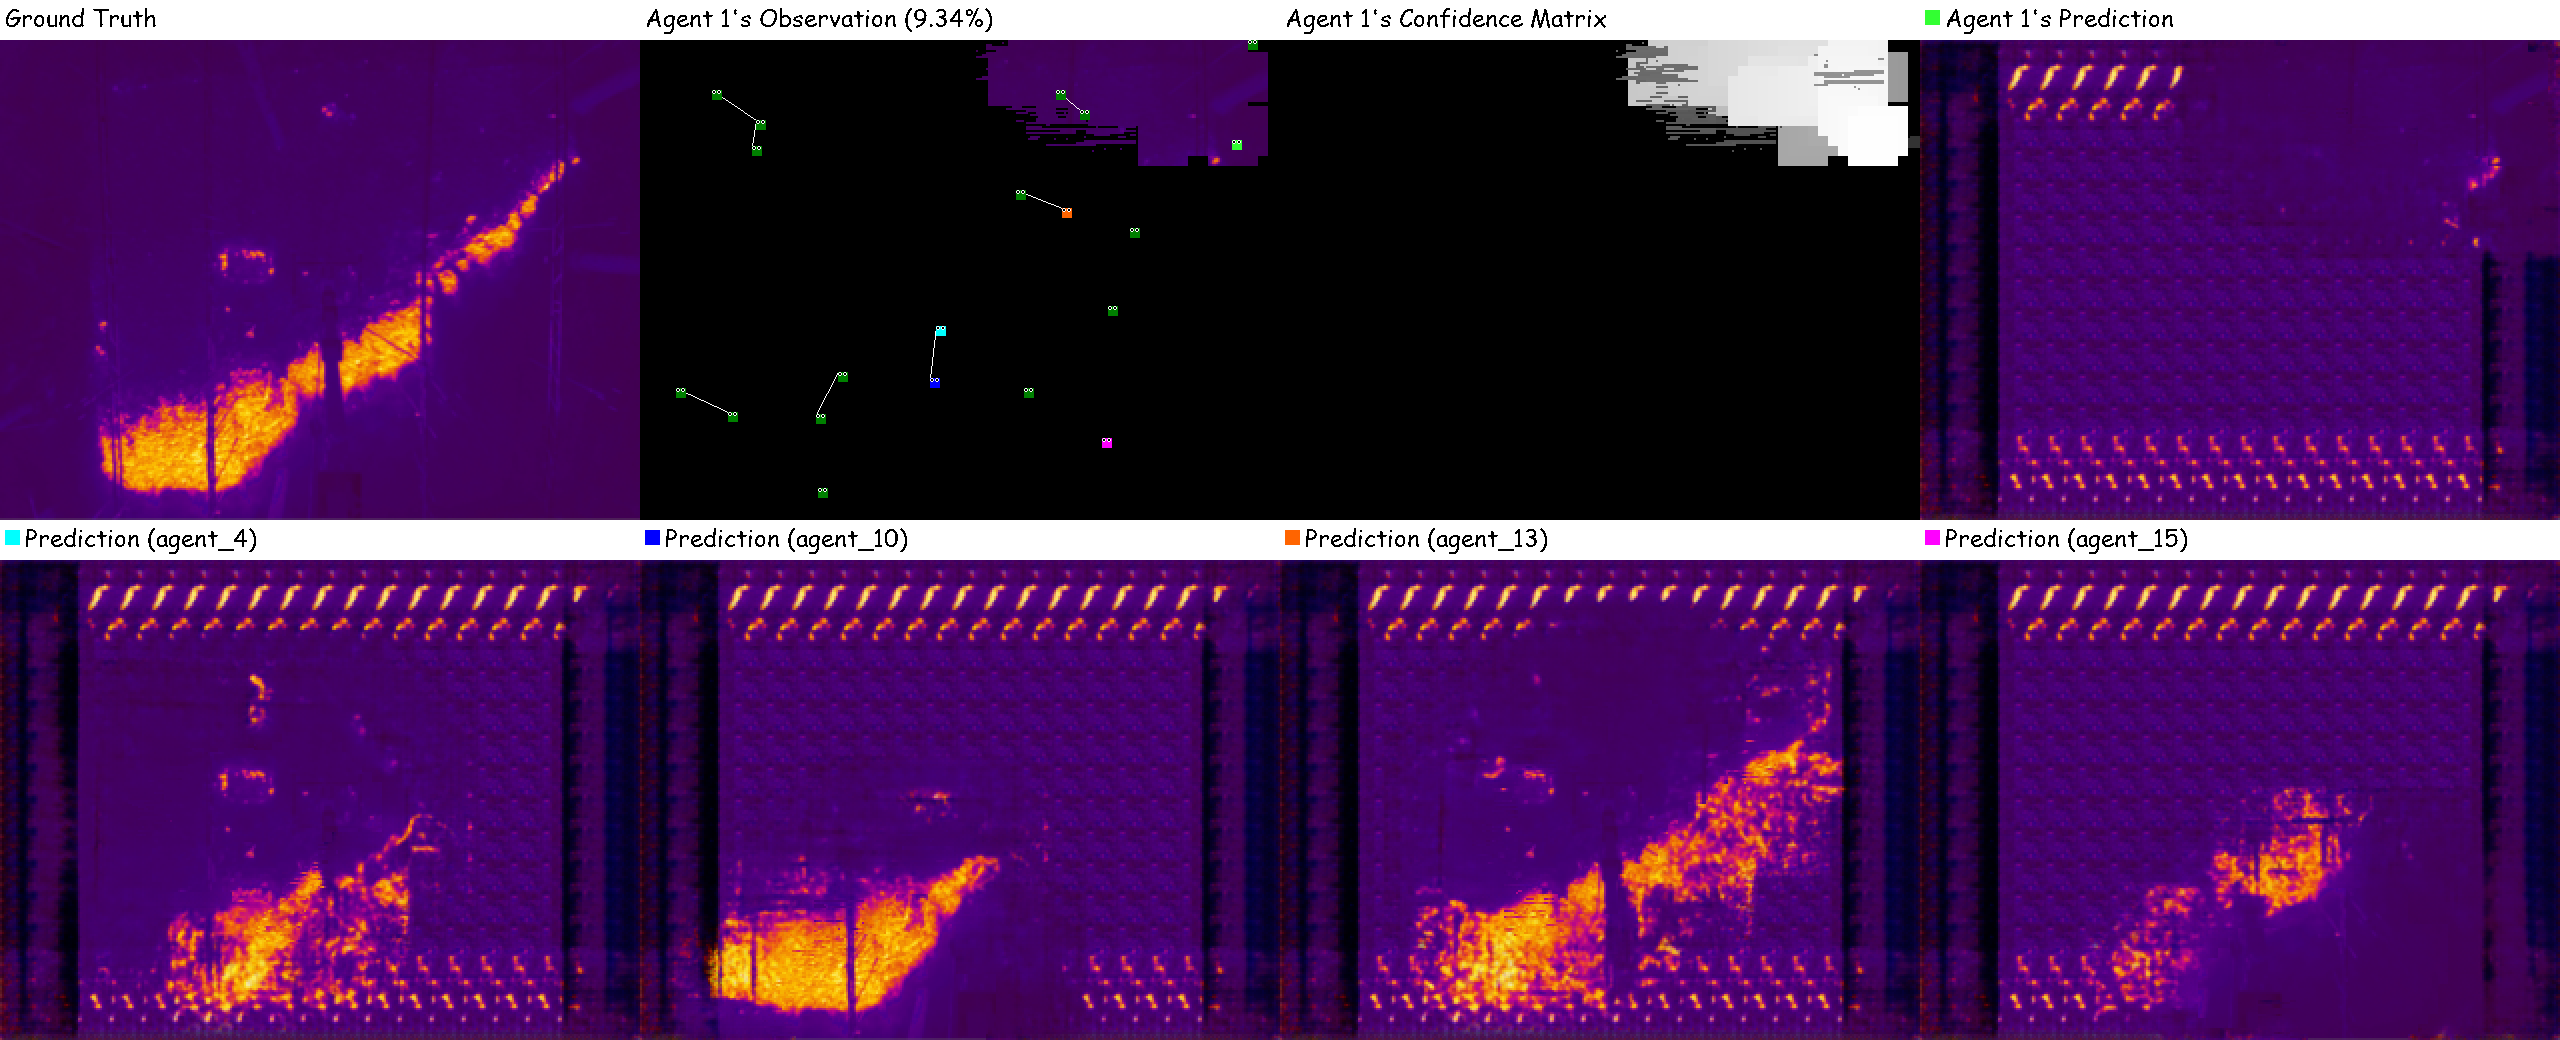 Ground Truth
Agent 1's Observation (9.34%)
Agent 1's Confidence Matrix
Agent 1's Prediction
Prediction (agent_4)
Prediction (agent_10)
Prediction (agent_13)
Prediction (agent_15)